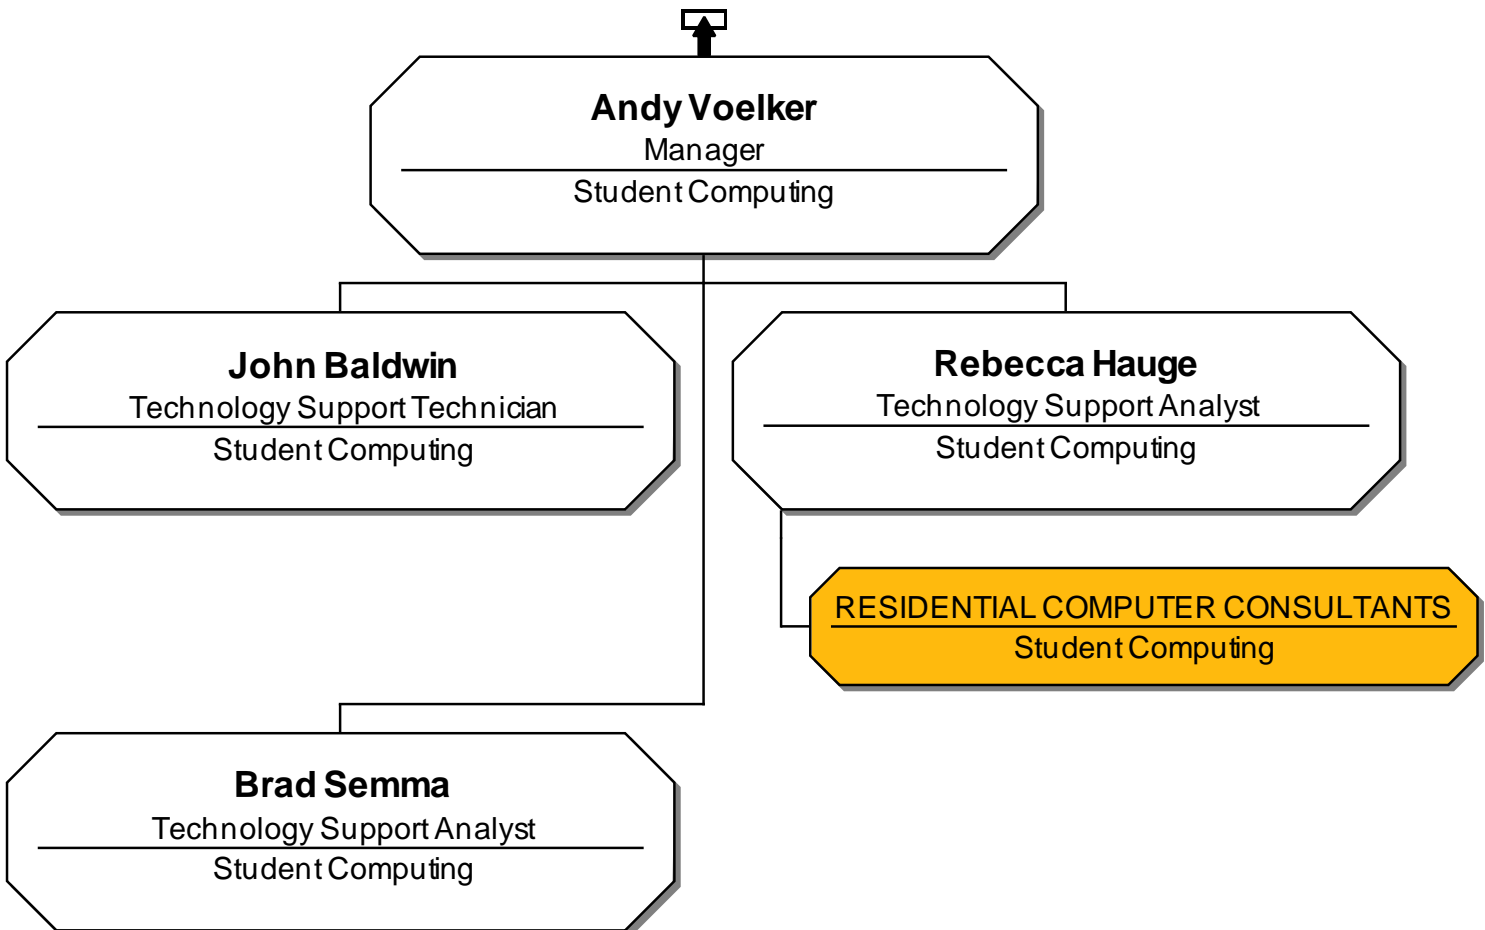 Andy Voelker
Manager
Student Computing
John Baldwin
Technology Support Technician
Student Computing
Rebecca Hauge
Technology Support Analyst
Student Computing
RESIDENTIAL COMPUTER CONSULTANTS
Student Computing
Brad Semma
Technology Support Analyst
Student Computing